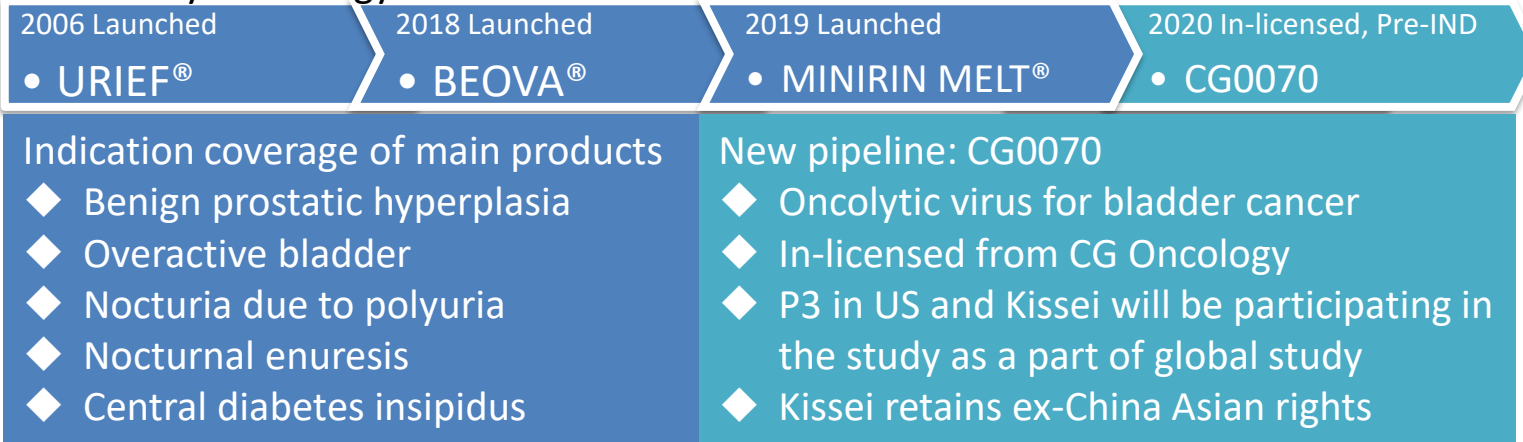 2006 Launched
• URIEF®
2018 Launched
• BEOVA®
2019 Launched
• MINIRIN MELT®
2020 In-licensed, Pre-IND
• CG0070
Indication coverage of main products
◆ Benign prostatic hyperplasia
◆ Overactive bladder
◆ Nocturia due to polyuria
◆ Nocturnal enuresis
◆ Central diabetes insipidus
New pipeline: CG0070
◆ Oncolytic virus for bladder cancer
◆ In-licensed from CG Oncology
◆ P3 in US and Kissei will be participating in
the study as a part of global study
◆ Kissei retains ex-China Asian rights